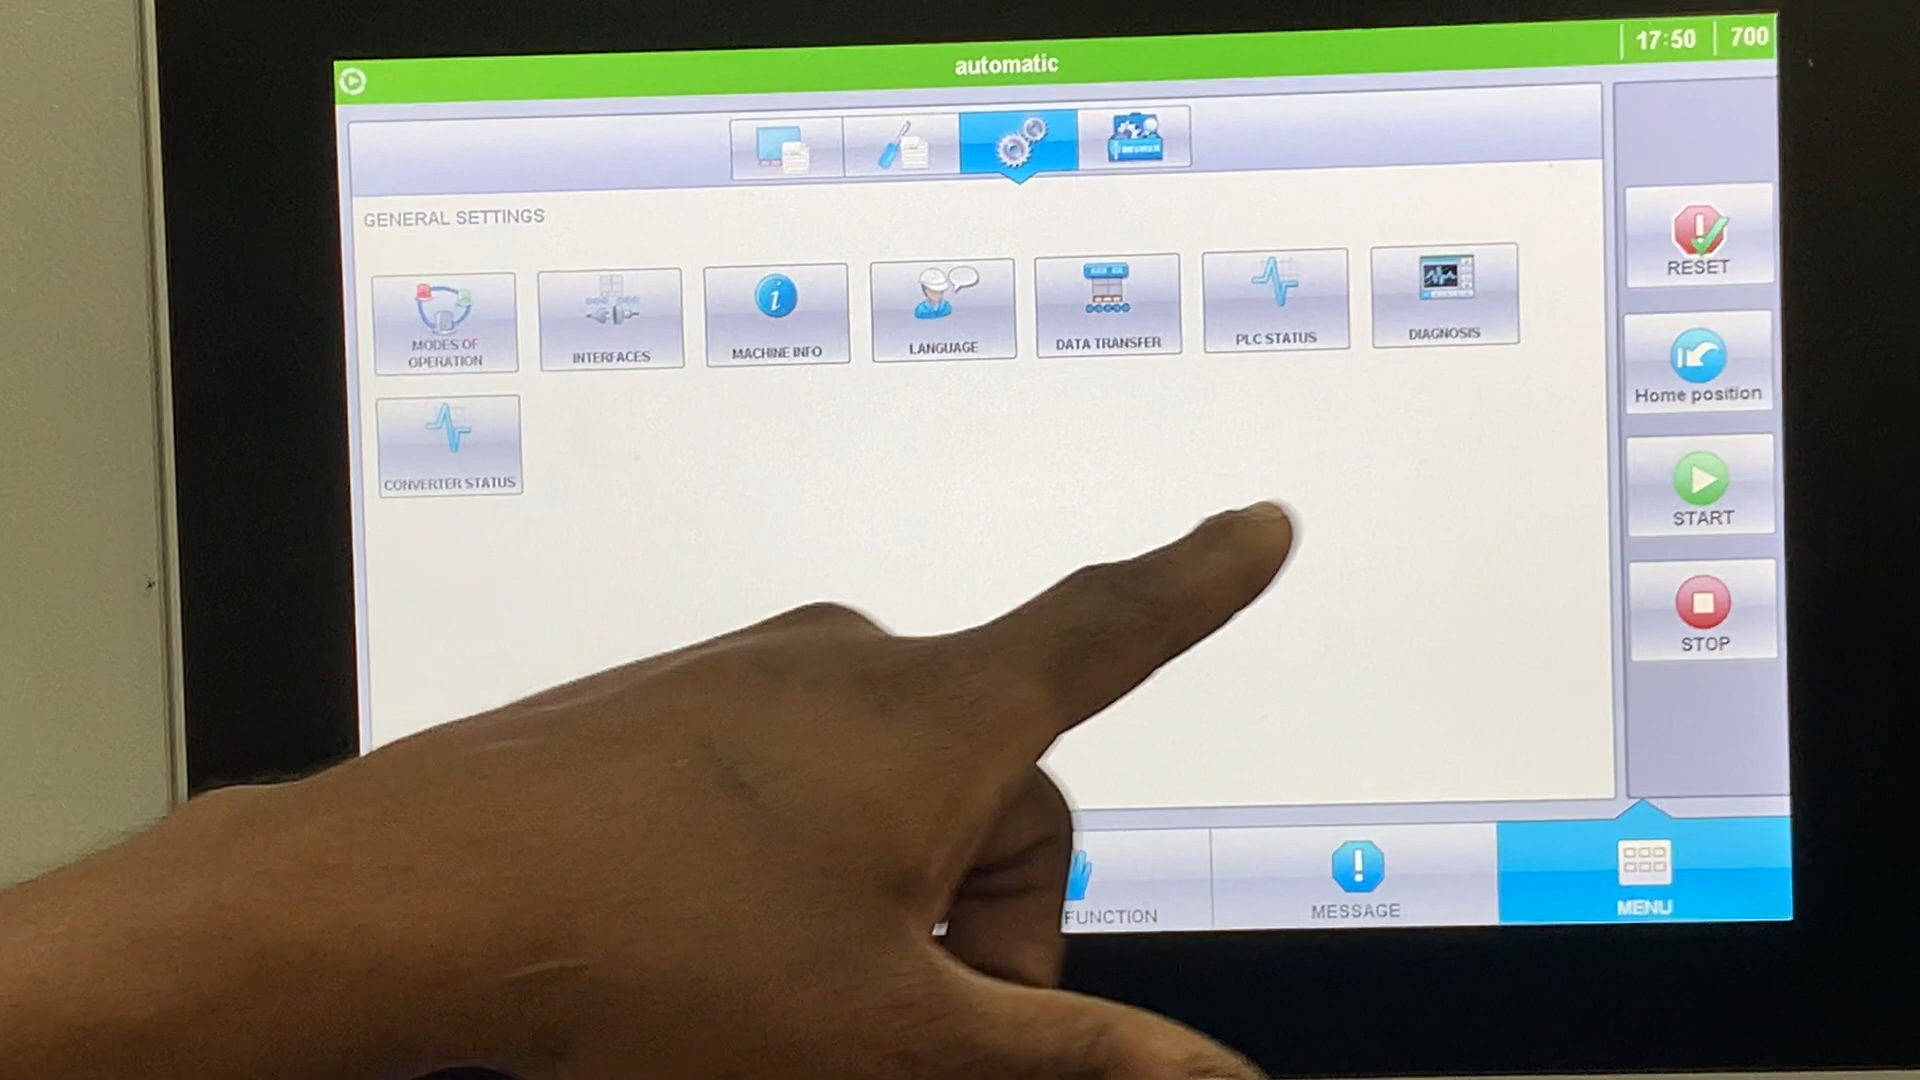 automatic
17:50
700
GENERAL SETTINGS
RESET
MODES OF
OPERATION
INTERFACES
MACHINE INFO
LANGUAGE
DATA TRANSFER
PLC STATUS
DIAGNOSIS
Home position
CONVERTER STATUS
START
STOP
FUNCTION
MESSAGE
MENU